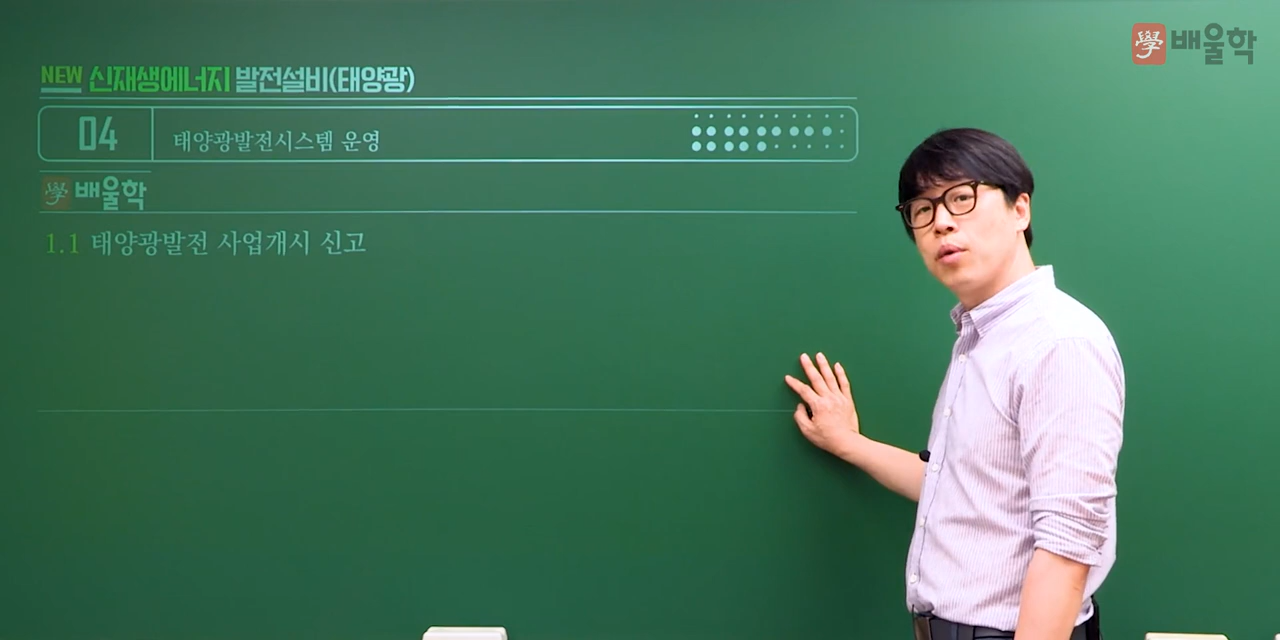 學 배울학
NEW 신재생에너지 발전설비(태양광)
04 태양광발전시스템 운영
學 배울학
1.1 태양광발전 사업개시 신고